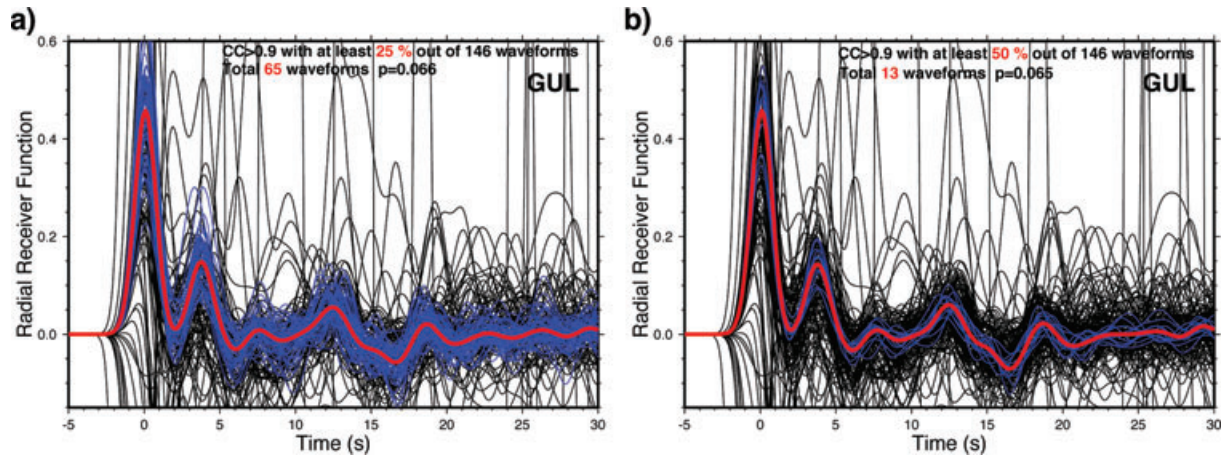 a)
CC>0.9 with at least 25 % out of 146 waveforms
Total 65 waveforms p=0.066
GUL
Radial Receiver Function
0.6
0.4
0.2
0.0
-5 0 5 10 15 20 25 30
Time (s)
b)
CC>0.9 with at least 50 % out of 146 waveforms
Total 13 waveforms p=0.065
GUL
Radial Receiver Function
0.6
0.4
0.2
0.0
-5 0 5 10 15 20 25 30
Time (s)